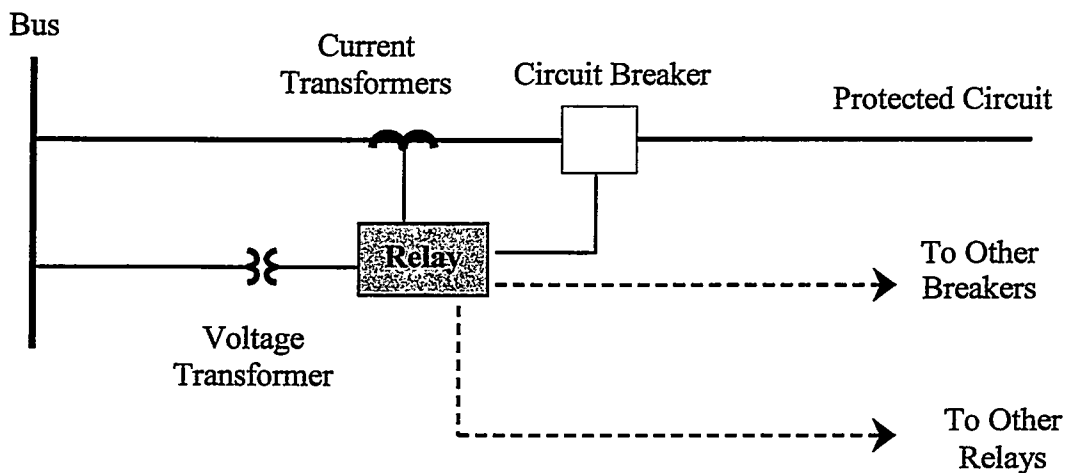 Bus
Current
Transformers
Circuit Breaker
Protected Circuit
Relay
To Other
Breakers
Voltage
Transformer
To Other
Relays